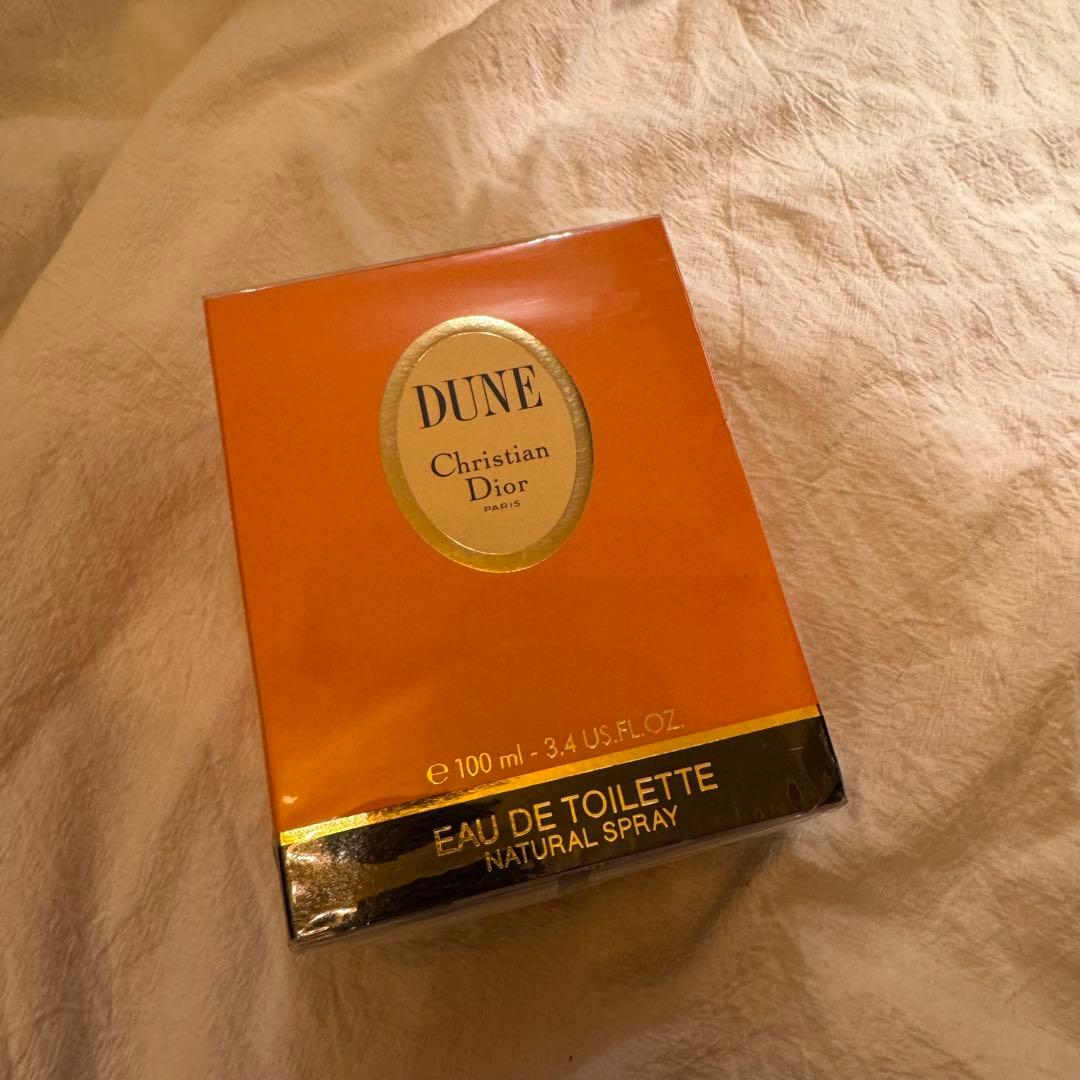 DUNE
Christian
Dior
PARIS
e 100 ml - 3.4 US.FL.OZ.
EAU DE TOILETTE
NATURAL SPRAY